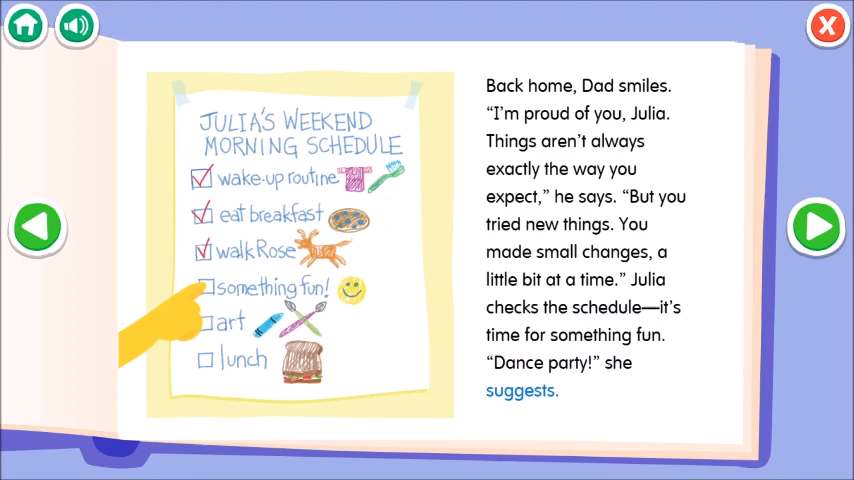 JULIA'S WEEKEND
MORNING SCHEDULE
wake-up routine
eat breakfast
walk Rose
something fun!
art
lunch
Back home, Dad smiles.
“I’m proud of you, Julia.
Things aren’t always
exactly the way you
expect,” he says. “But you
tried new things. You
made small changes, a
little bit at a time.” Julia
checks the schedule—it’s
time for something fun.
“Dance party!” she
suggests.